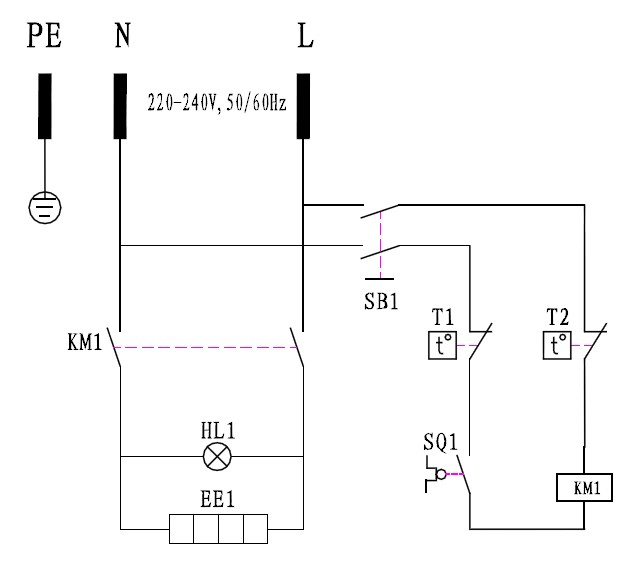 PE N L
220-240V, 50/60Hz
SB1
T1 T2
t° t°
KM1
HL1
SQ1
EE1
KM1